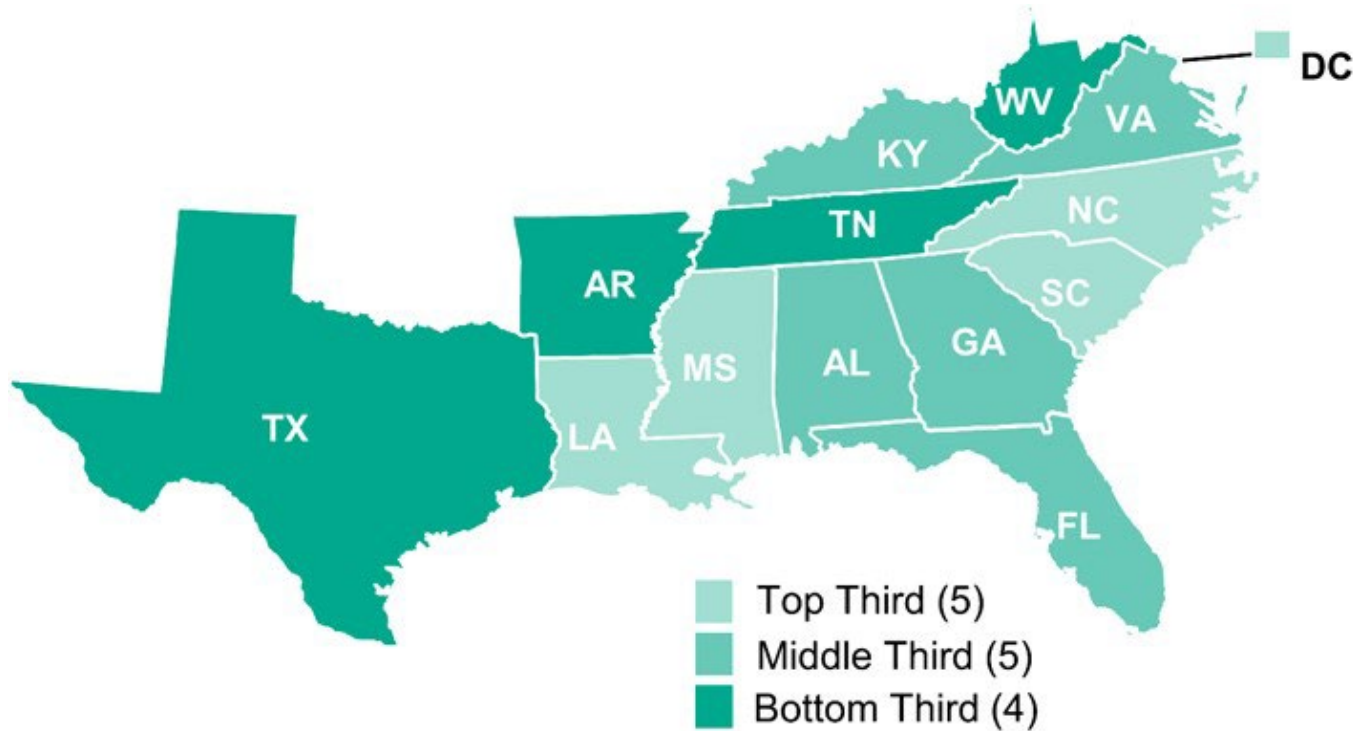 DC
WV
VA
KY
NC
TN
SC
AR
GA
MS
AL
TX
LA
FL
Top Third (5)
Middle Third (5)
Bottom Third (4)